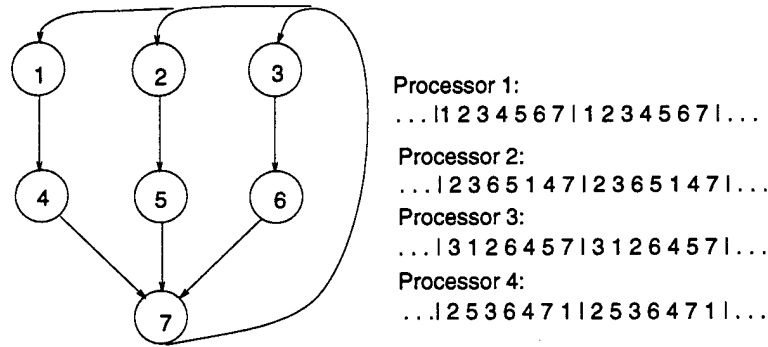 1 2 3
4 5 6
7
Processor 1:
. . . | 1 2 3 4 5 6 7 | 1 2 3 4 5 6 7 | . . .
Processor 2:
. . . | 2 3 6 5 1 4 7 | 2 3 6 5 1 4 7 | . . .
Processor 3:
. . . | 3 1 2 6 4 5 7 | 3 1 2 6 4 5 7 | . . .
Processor 4:
. . . | 2 5 3 6 4 7 1 | 2 5 3 6 4 7 1 | . . .